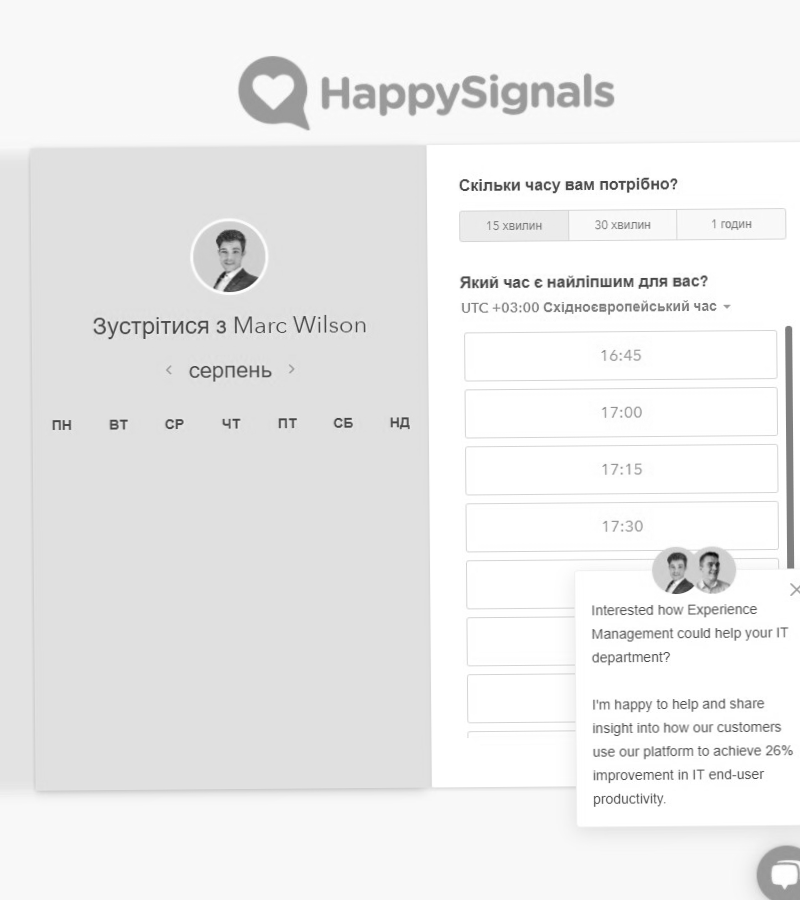 HappySignals
Зустрітися з Marc Wilson
серпень
ПН ВТ СР ЧТ ПТ СБ НД
Скільки часу вам потрібно?
15 хвилин 30 хвилин 1 годин
Який час є найліпшим для вас?
UTC +03:00 Східноєвропейський час
16:45
17:00
17:15
17:30
Interested how Experience
Management could help your IT
department?
I'm happy to help and share
insight into how our customers
use our platform to achieve 26%
improvement in IT end-user
productivity.